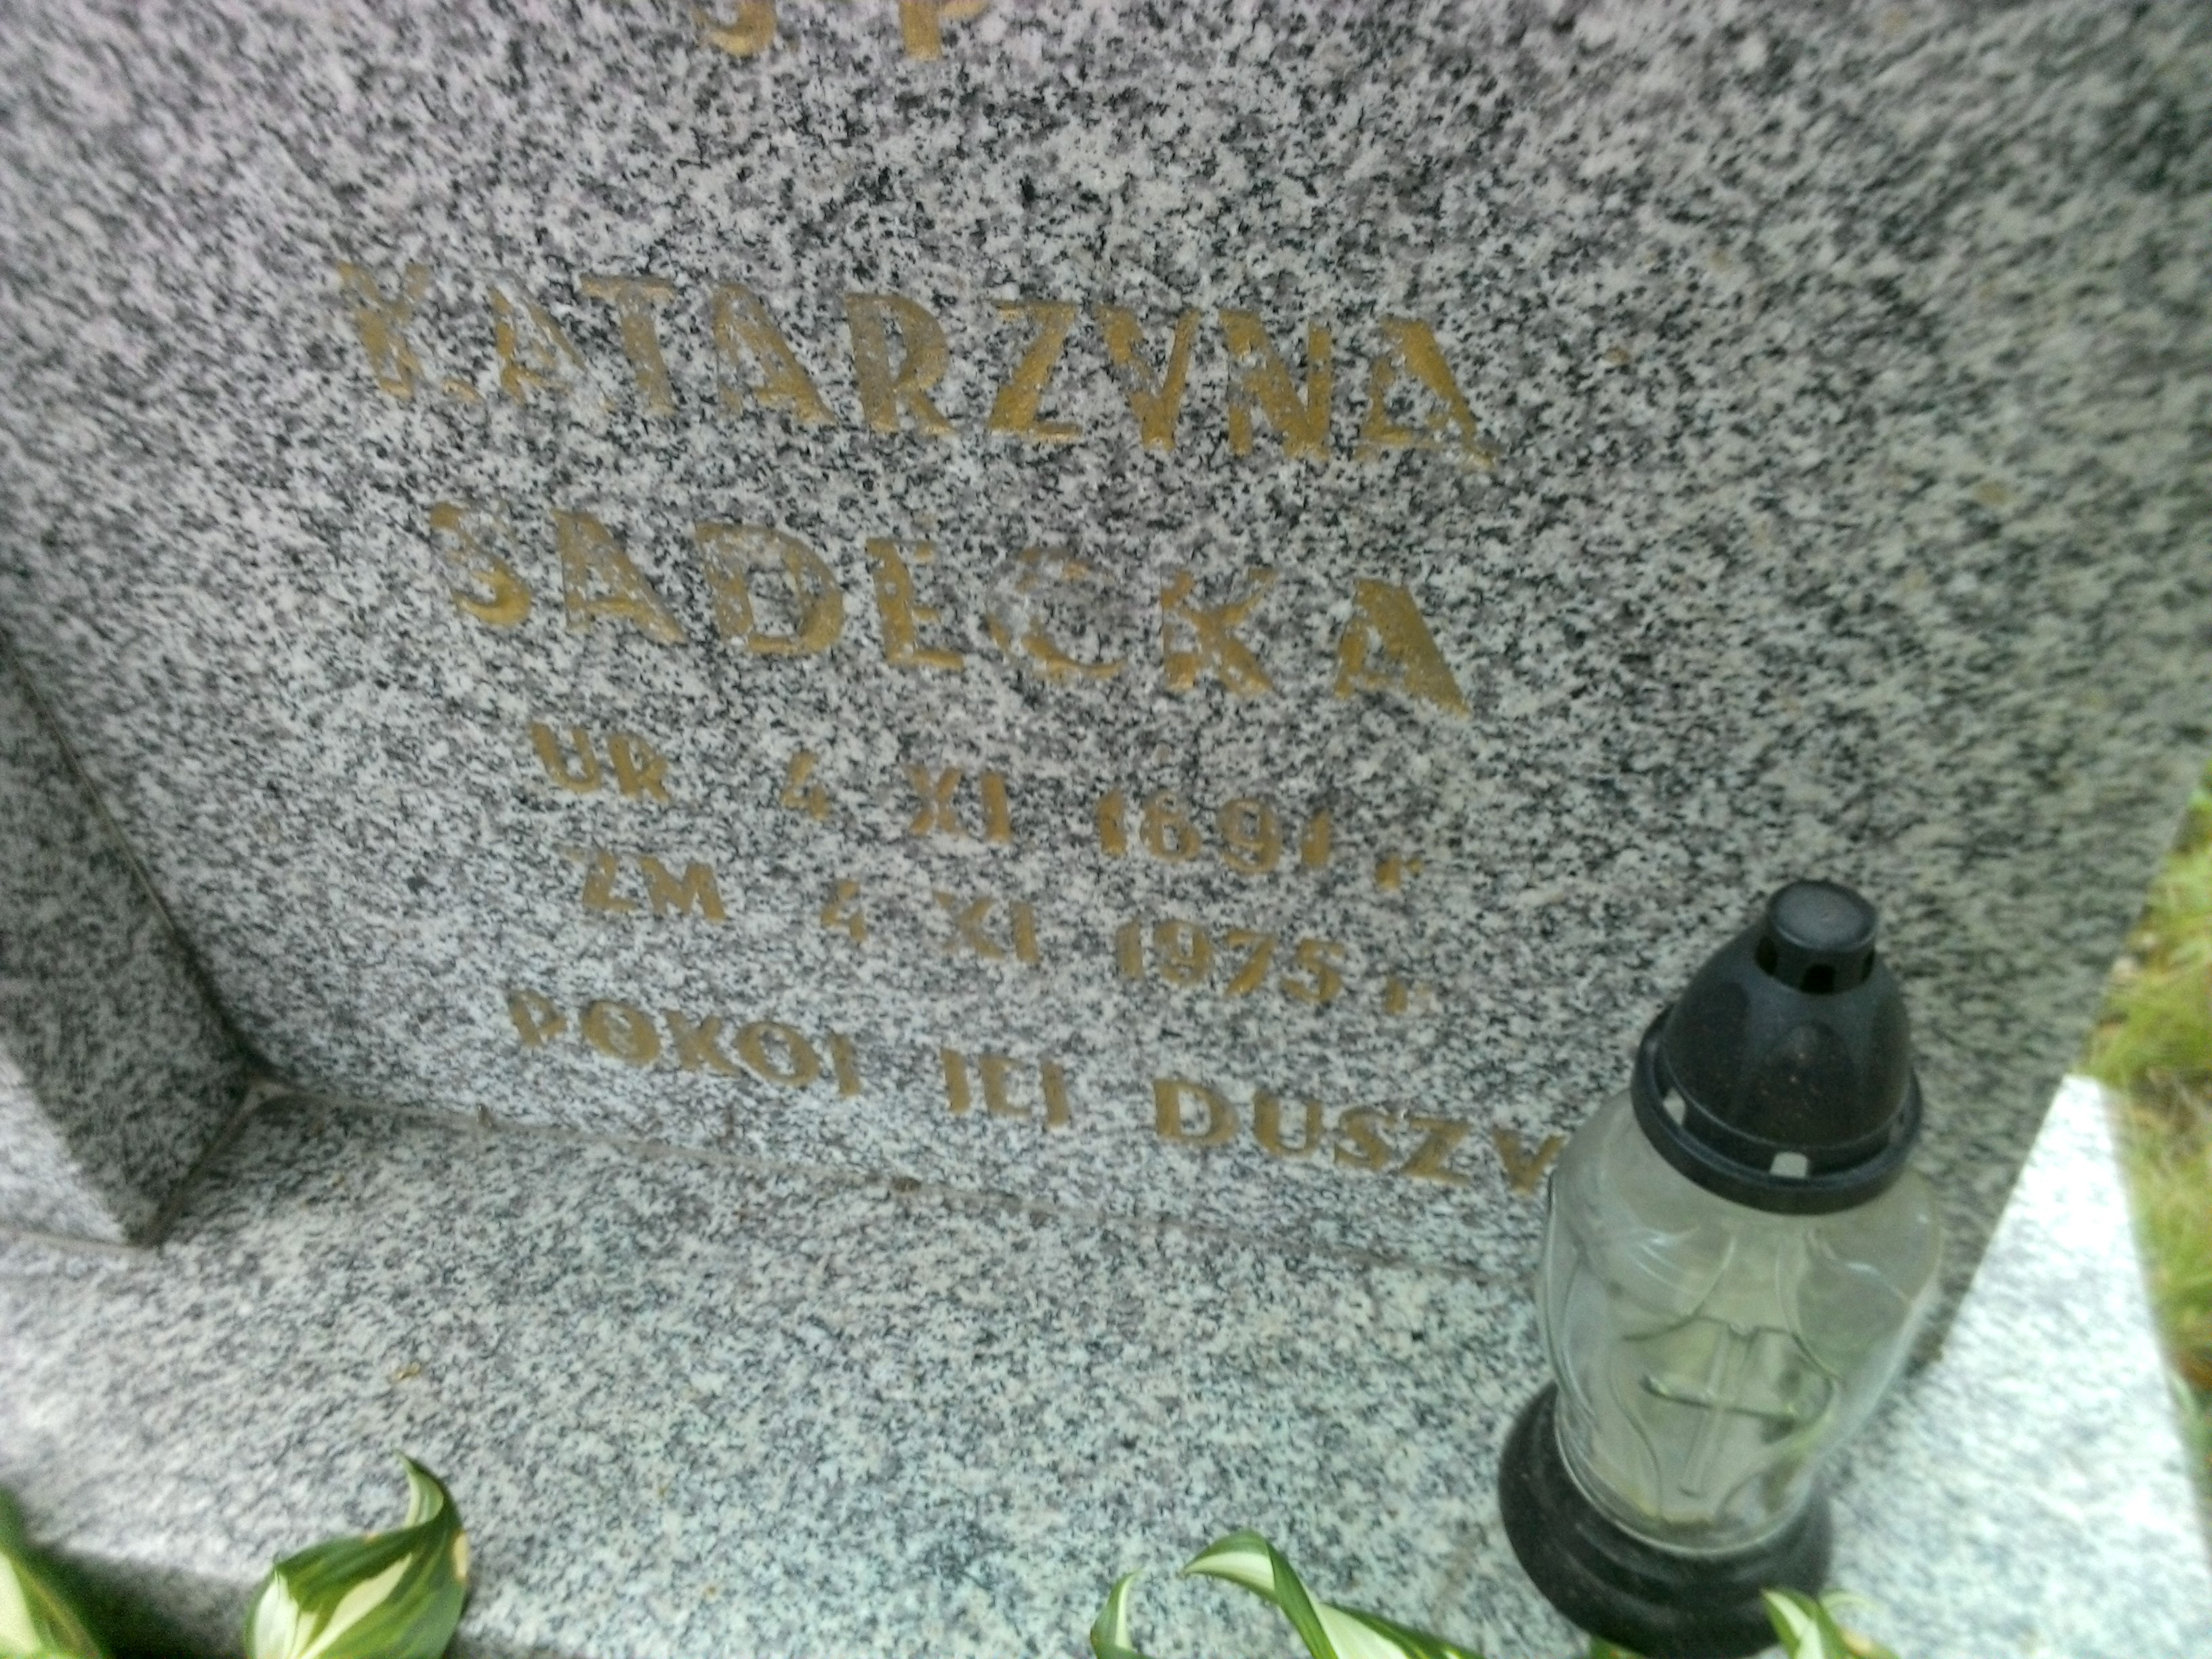 Ś P
KATARZYNA
SADECKA
UR 4 XI 1891 r
ZM 4 XI 1975 r
POKOJ JEJ DUSZY